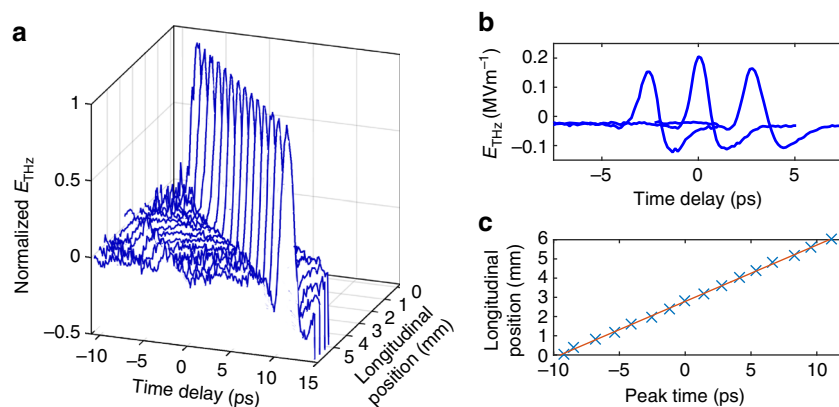 a
1
0.5
0
−0.5
Normalized E_THz
−10 −5 0 5 10 15
Time delay (ps)
5 4 3 2 1 0
Longitudinal
position (mm)
b
0.2
0.1
0
−0.1
E_THz (MVm⁻¹)
−5 0 5
Time delay (ps)
c
6
5
4
3
2
1
0
Longitudinal
position (mm)
−10 −5 0 5 10
Peak time (ps)